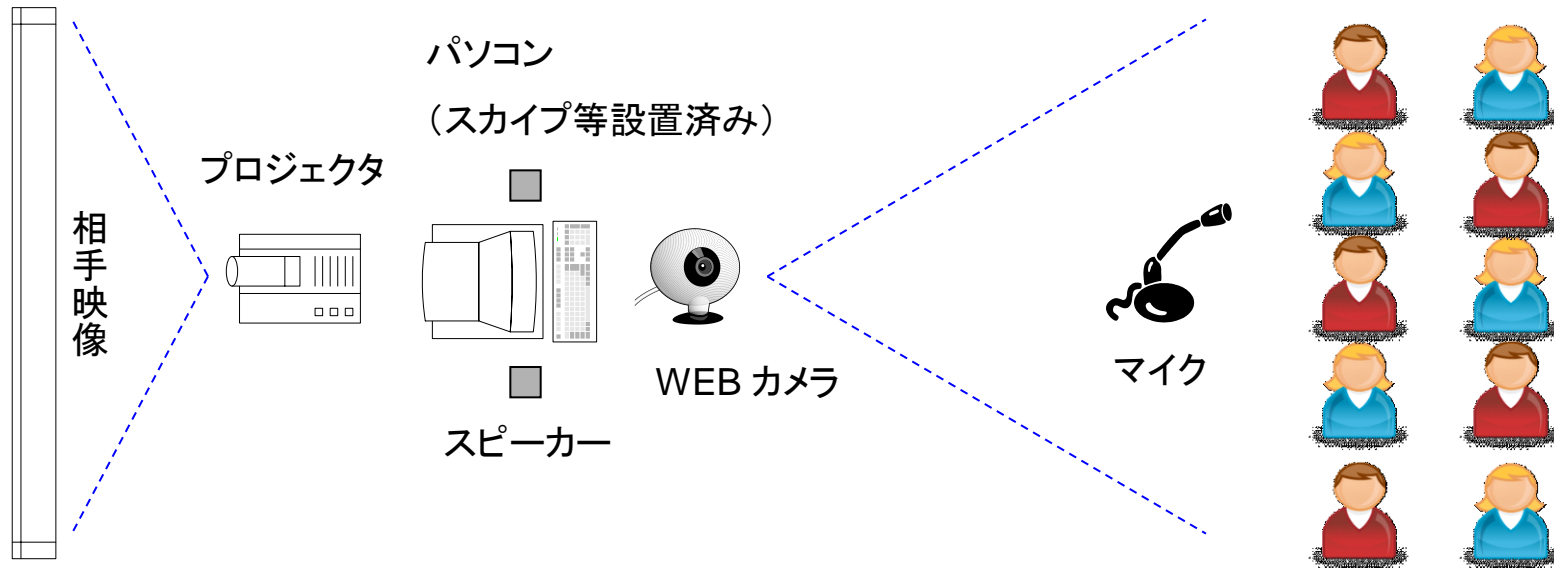 相手映像
プロジェクタ
パソコン
（スカイプ等設置済み）
スピーカー
WEB カメラ
マイク